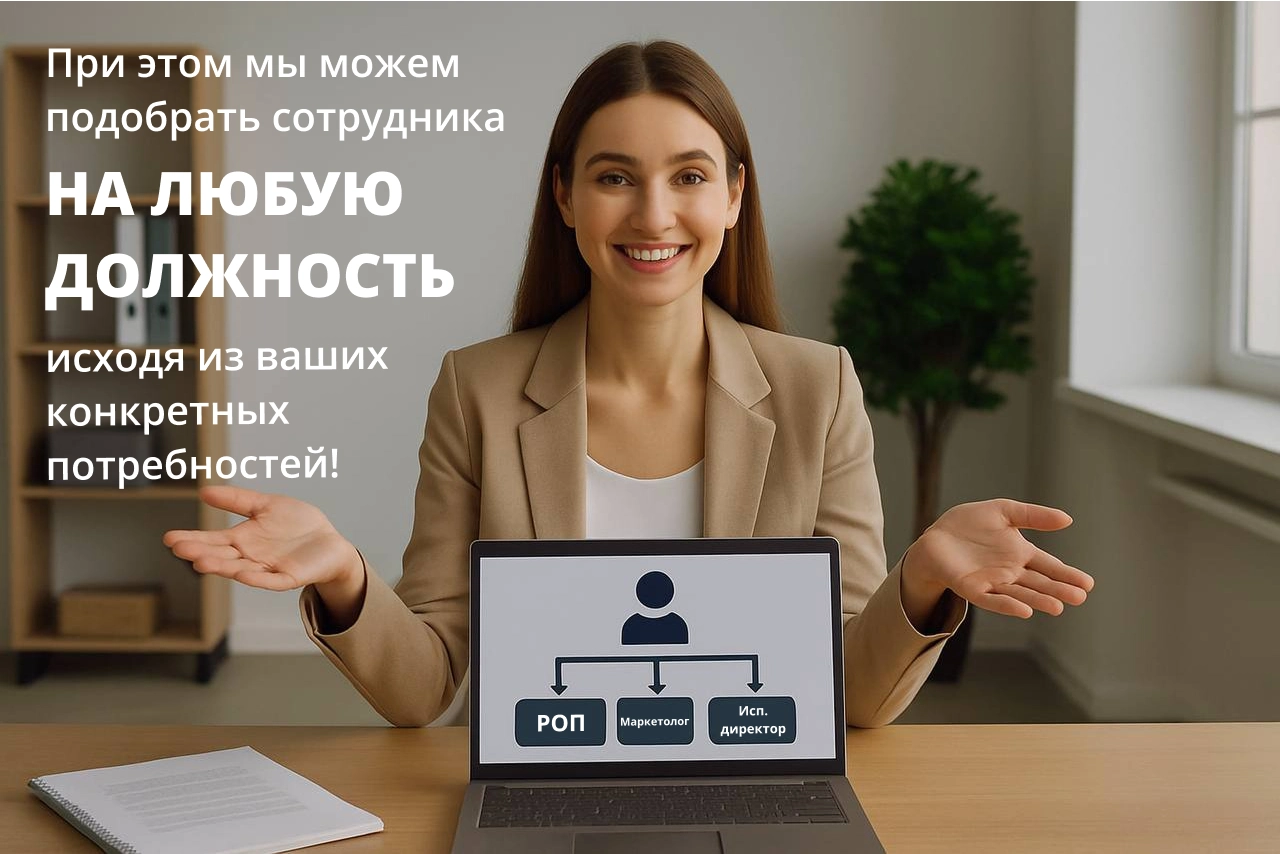 При этом мы можем
подобрать сотрудника
НА ЛЮБУЮ
ДОЛЖНОСТЬ
исходя из ваших
конкретных
потребностей!
РОП
Маркетолог
Исп.
директор